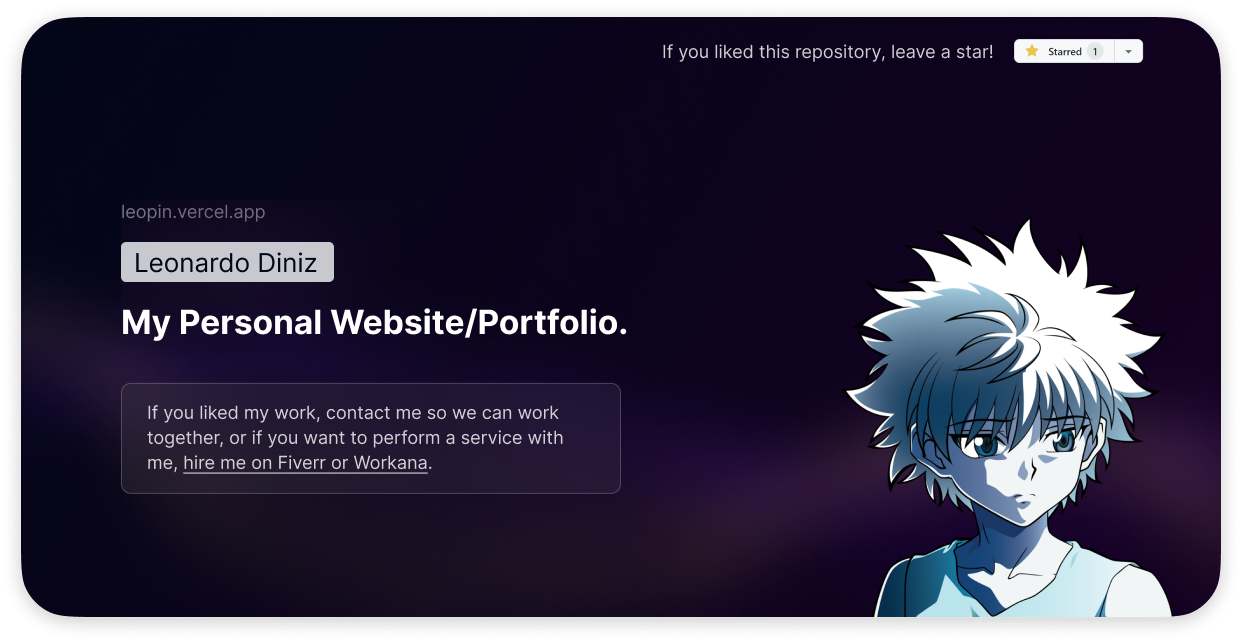 If you liked this repository, leave a star!
Starred 1
leopin.vercel.app
Leonardo Diniz
My Personal Website/Portfolio.
If you liked my work, contact me so we can work
together, or if you want to perform a service with
me, hire me on Fiverr or Workana.